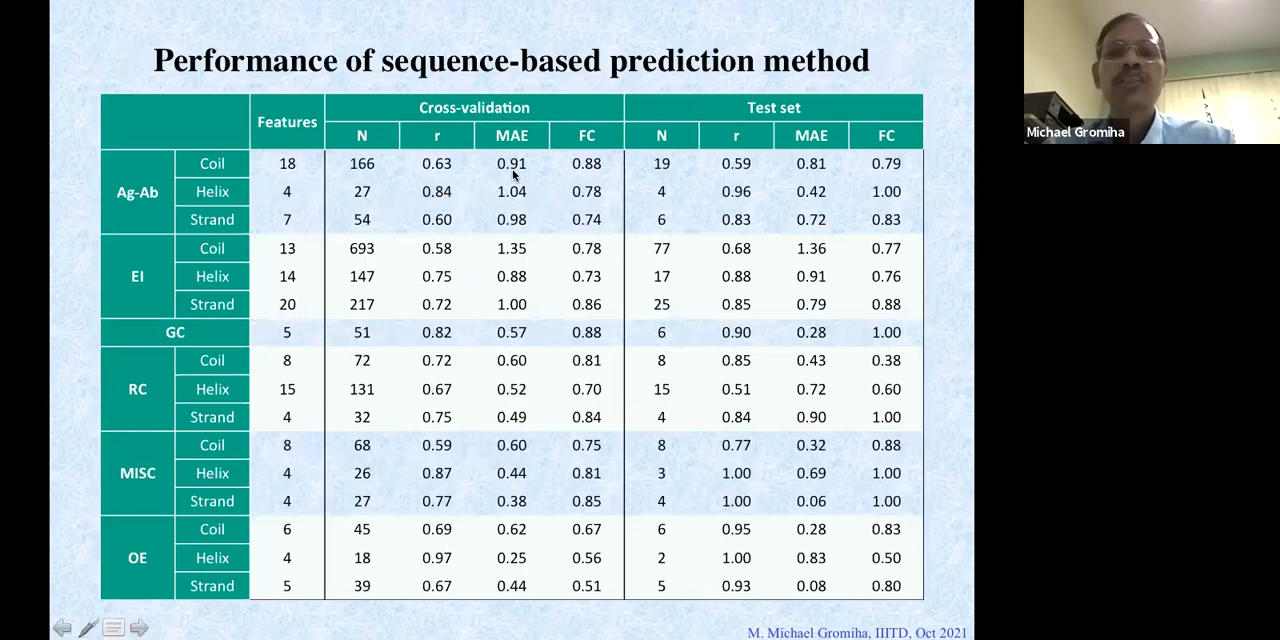 Performance of sequence-based prediction method
Features Cross-validation Test set
N r MAE FC N r MAE FC
Ag-Ab Coil 18 166 0.63 0.91 0.88 19 0.59 0.81 0.79
Helix 4 27 0.84 1.04 0.78 4 0.96 0.42 1.00
Strand 7 54 0.60 0.98 0.74 6 0.83 0.72 0.83
EI Coil 13 693 0.58 1.35 0.78 77 0.68 1.36 0.77
Helix 14 147 0.75 0.88 0.73 17 0.88 0.91 0.76
Strand 20 217 0.72 1.00 0.86 25 0.85 0.79 0.88
GC 5 51 0.82 0.57 0.88 6 0.90 0.28 1.00
RC Coil 8 72 0.72 0.60 0.81 8 0.85 0.43 0.38
Helix 15 131 0.67 0.52 0.70 15 0.51 0.72 0.60
Strand 4 32 0.75 0.49 0.84 4 0.84 0.90 1.00
MISC Coil 8 68 0.59 0.60 0.75 8 0.77 0.32 0.88
Helix 4 26 0.87 0.44 0.81 3 1.00 0.69 1.00
Strand 4 27 0.77 0.38 0.85 4 1.00 0.06 1.00
OE Coil 6 45 0.69 0.62 0.67 6 0.95 0.28 0.83
Helix 4 18 0.97 0.25 0.56 2 1.00 0.83 0.50
Strand 5 39 0.67 0.44 0.51 5 0.93 0.08 0.80
M. Michael Gromiha, IIITD, Oct 2021
Michael Gromiha